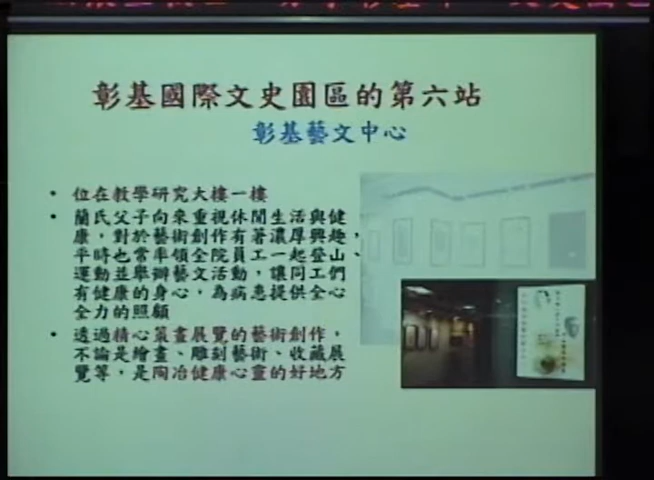 彰基國際文史園區的第六站
彰基藝文中心
• 位在教學研究大樓一樓
• 蘭氏父子向來重視休閒生活與健
康，對於藝術創作有著濃厚興趣，
平時也常率領全院員工一起登山、
運動並舉辦藝文活動，讓同工們
有健康的身心，為病患提供全心
全力的照顧
• 透過精心策畫展覽的藝術創作，
不論是繪畫、雕刻藝術、收藏展
覽等，是陶冶健康心靈的好地方